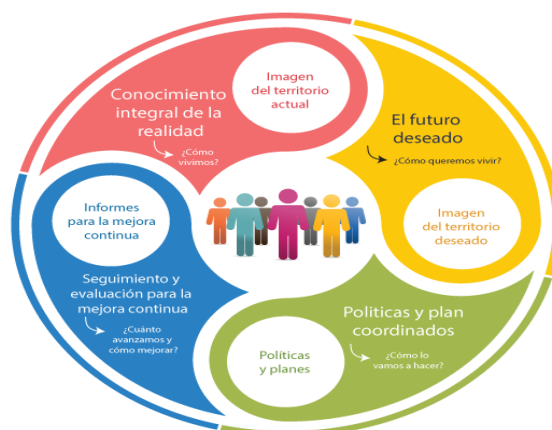 Conocimiento
integral de la
realidad
¿Cómo
vivimos?
Imagen
del territorio
actual
El futuro
deseado
¿Cómo queremos vivir?
Imagen
del territorio
deseado
Políticas y plan
coordinados
¿Cómo lo
vamos a hacer?
Políticas
y planes
Seguimiento y
evaluación para la
mejora continua
¿Cuánto
avanzamos y
cómo mejorar?
Informes
para la mejora
continua